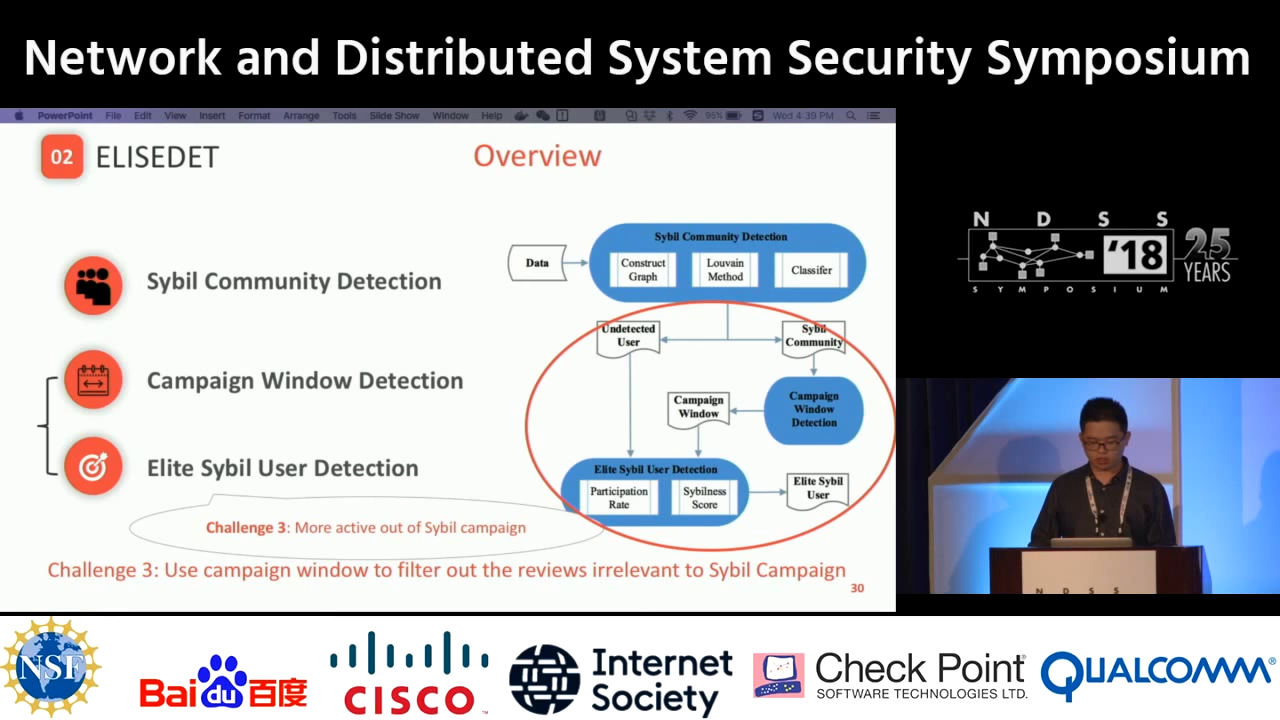 Network and Distributed System Security Symposium
PowerPoint File Edit View Insert Format Arrange Tools Slide Show Window Help 95% Wed 4:39 PM
02 ELISEDET
Overview
Sybil Community Detection
Campaign Window Detection
Elite Sybil User Detection
Challenge 3: More active out of Sybil campaign
Data
Sybil Community Detection
Construct
Graph
Louvain
Method
Classifer
Undetected
User
Sybil
Community
Campaign
Window
Campaign
Window
Detection
Elite Sybil User Detection
Participation
Rate
Sybilness
Score
Elite Sybil
User
Challenge 3: Use campaign window to filter out the reviews irrelevant to Sybil Campaign
30
N D S S
'18
25
YEARS
SYMPOSIUM
N D S S
NSF
Bai du 百度
CISCO
Internet
Society
Check Point
SOFTWARE TECHNOLOGIES LTD.
QUALCOMM